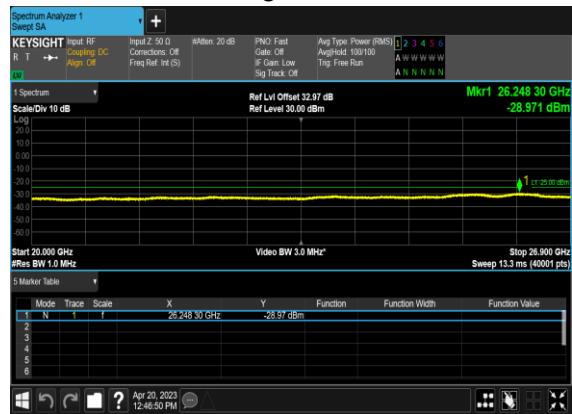 Spectrum Analyzer 1
Swept SA
+
KEYSIGHT Input: RF Input Z: 50 Ω #Atten: 20 dB PNO: Fast Avg Type: Power (RMS) 1 2 3 4 5 6
R T Coupling: DC Corrections: Off Gate: Off Avg|Hold: 100/100 A W W W W W
Align: Off Freq Ref: Int (S) IF Gain: Low Trig: Free Run
Sig Track: Off A N N N N N
1 Spectrum Ref Lvl Offset 32.97 dB Mkr1 26.248 30 GHz
Scale/Div 10 dB Ref Level 30.00 dBm -28.971 dBm
Log
20.0
10.0
0.00
-10.0
-20.0
1 L1 -25.00 dBm
-30.0
-40.0
-50.0
-60.0
Start 20.000 GHz Video BW 3.0 MHz* Stop 26.900 GHz
#Res BW 1.0 MHz Sweep 13.3 ms (40001 pts)
5 Marker Table
Mode Trace Scale X Y Function Function Width Function Value
1 N 1 f 26.248 30 GHz -28.97 dBm
2
3
4
5
6
? Apr 20, 2023
12:46:50 PM